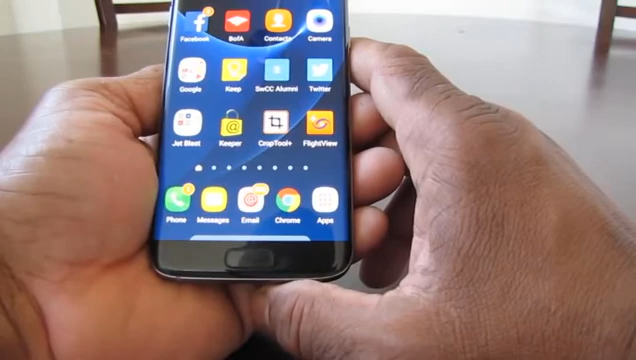 Facebook BofA Contacts Camera
Google Keep SwCC Alumni Twitter
Jet Blast Keeper CropTool+ FlightView
Phone Messages Email Chrome Apps